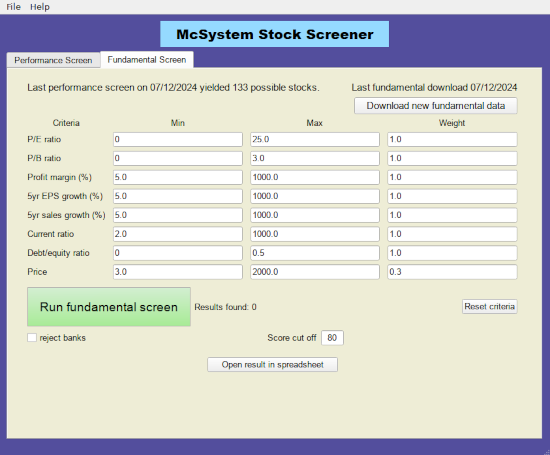 File Help
McSystem Stock Screener
Performance Screen Fundamental Screen
Last performance screen on 07/12/2024 yielded 133 possible stocks. Last fundamental download 07/12/2024
Download new fundamental data
Criteria Min Max Weight
P/E ratio 0 25.0 1.0
P/B ratio 0 3.0 1.0
Profit margin (%) 5.0 1000.0 1.0
5yr EPS growth (%) 5.0 1000.0 1.0
5yr sales growth (%) 5.0 1000.0 1.0
Current ratio 2.0 1000.0 1.0
Debt/equity ratio 0 0.5 1.0
Price 3.0 2000.0 0.3
Run fundamental screen Results found: 0 Reset criteria
reject banks Score cut off 80
Open result in spreadsheet